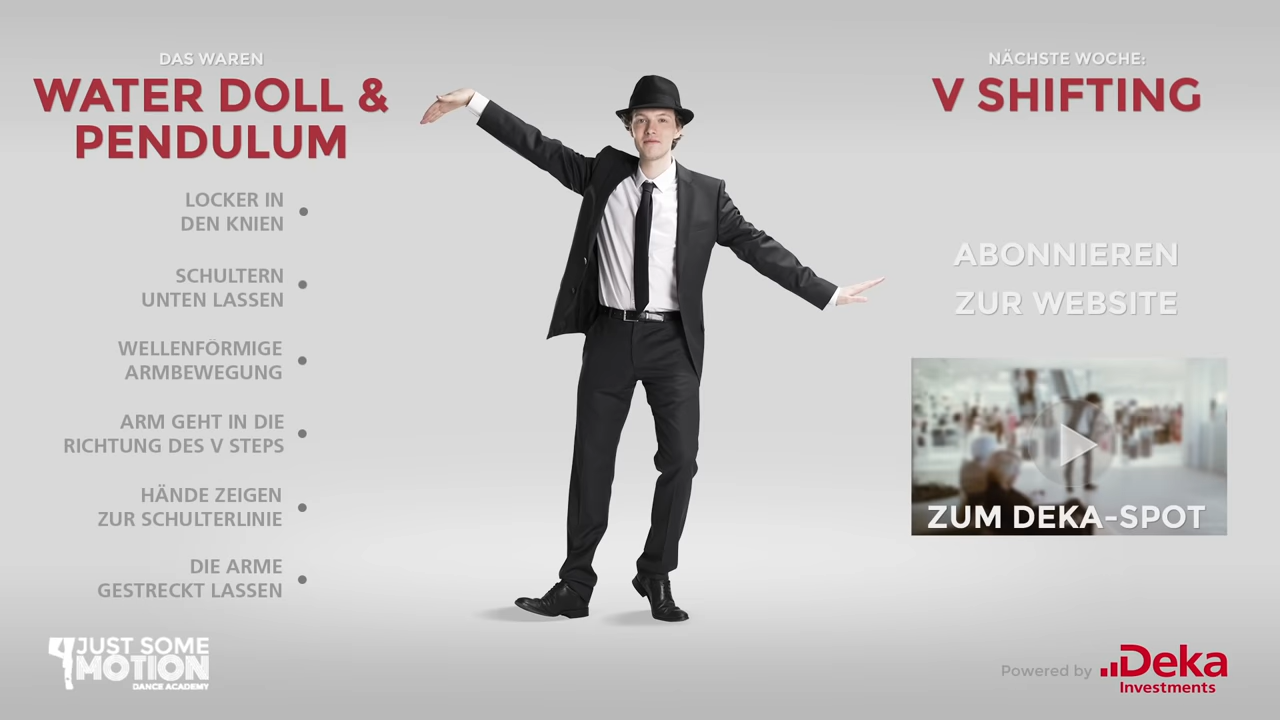 DAS WAREN
WATER DOLL &
PENDULUM
LOCKER IN
DEN KNIEN
SCHULTERN
UNTEN LASSEN
WELLENFÖRMIGE
ARMBEWEGUNG
ARM GEHT IN DIE
RICHTUNG DES V STEPS
HÄNDE ZEIGEN
ZUR SCHULTERLINIE
DIE ARME
GESTRECKT LASSEN
JUST SOME
MOTION
DANCE ACADEMY
NÄCHSTE WOCHE:
V SHIFTING
ABONNIEREN
ZUR WEBSITE
ZUM DEKA-SPOT
Powered by Deka
Investments